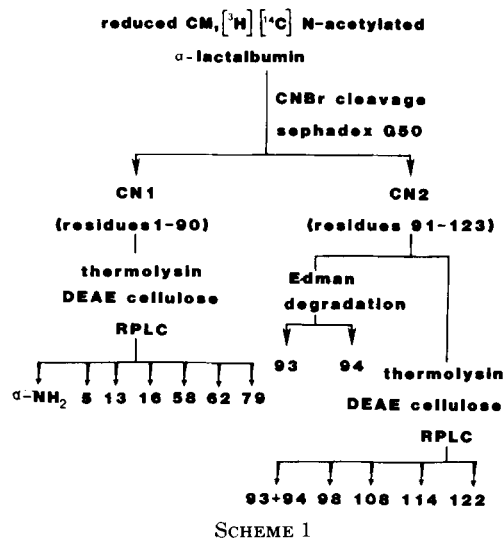 reduced CM, [³H] [¹⁴C] N-acetylated
α-lactalbumin
CNBr cleavage
sephadex G50
CN1
(residues 1-90)
thermolysin
DEAE cellulose
RPLC
α-NH₂ 5 13 16 58 62 79
CN2
(residues 91-123)
Edman
degradation
93 94
thermolysin
DEAE cellulose
RPLC
93+94 98 108 114 122
SCHEME 1